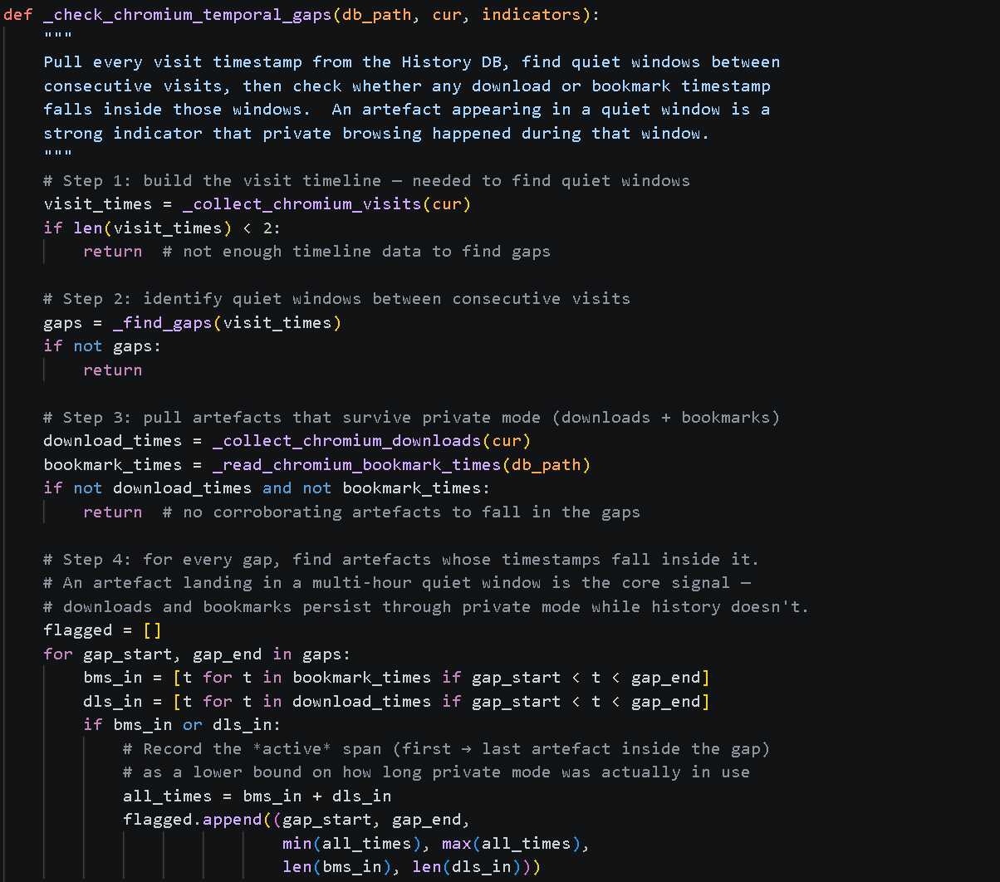 def _check_chromium_temporal_gaps(db_path, cur, indicators):
    """
    Pull every visit timestamp from the History DB, find quiet windows between
    consecutive visits, then check whether any download or bookmark timestamp
    falls inside those windows.  An artefact appearing in a quiet window is a
    strong indicator that private browsing happened during that window.
    """
    # Step 1: build the visit timeline — needed to find quiet windows
    visit_times = _collect_chromium_visits(cur)
    if len(visit_times) < 2:
        return  # not enough timeline data to find gaps

    # Step 2: identify quiet windows between consecutive visits
    gaps = _find_gaps(visit_times)
    if not gaps:
        return

    # Step 3: pull artefacts that survive private mode (downloads + bookmarks)
    download_times = _collect_chromium_downloads(cur)
    bookmark_times = _read_chromium_bookmark_times(db_path)
    if not download_times and not bookmark_times:
        return  # no corroborating artefacts to fall in the gaps

    # Step 4: for every gap, find artefacts whose timestamps fall inside it.
    # An artefact landing in a multi-hour quiet window is the core signal —
    # downloads and bookmarks persist through private mode while history doesn't.
    flagged = []
    for gap_start, gap_end in gaps:
        bms_in = [t for t in bookmark_times if gap_start < t < gap_end]
        dls_in = [t for t in download_times if gap_start < t < gap_end]
        if bms_in or dls_in:
            # Record the *active* span (first → last artefact inside the gap)
            # as a lower bound on how long private mode was actually in use
            all_times = bms_in + dls_in
            flagged.append((gap_start, gap_end,
                            min(all_times), max(all_times),
                            len(bms_in), len(dls_in)))